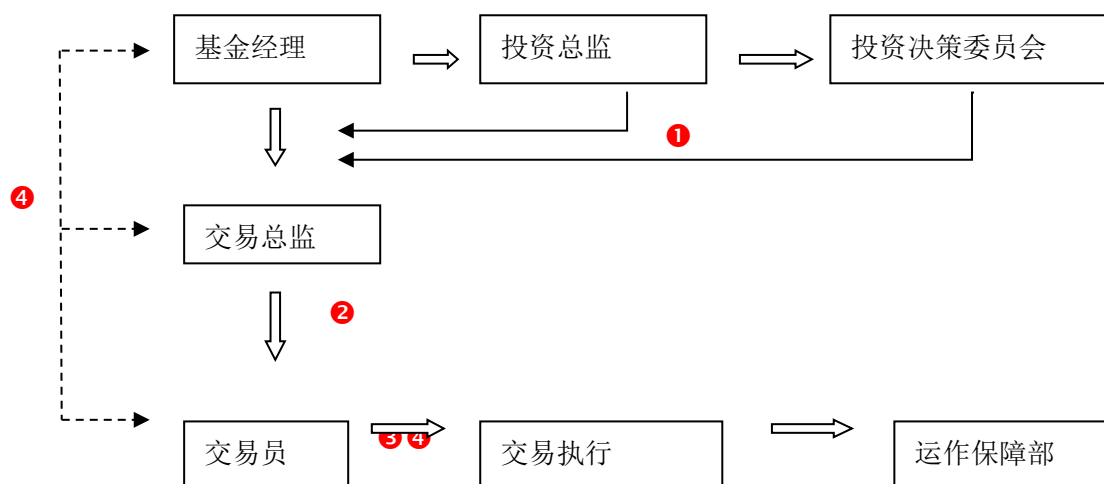 基金经理
投资总监
投资决策委员会
❶
❹
交易总监
❷
交易员
❸❹
交易执行
运作保障部